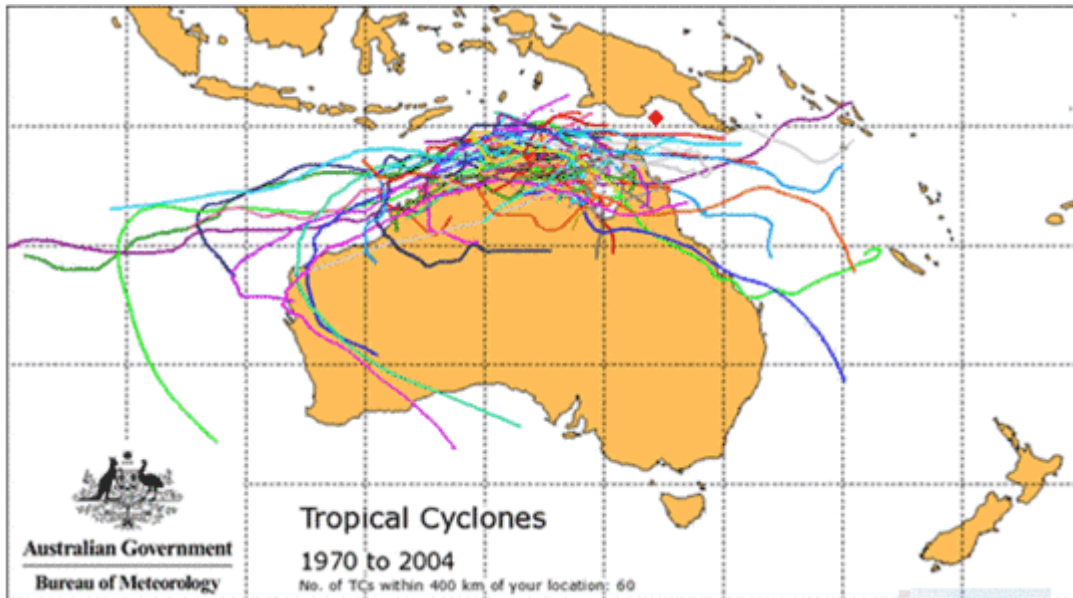 Australian Government
Bureau of Meteorology
Tropical Cyclones
1970 to 2004
No. of TCs within 400 km of your location: 60